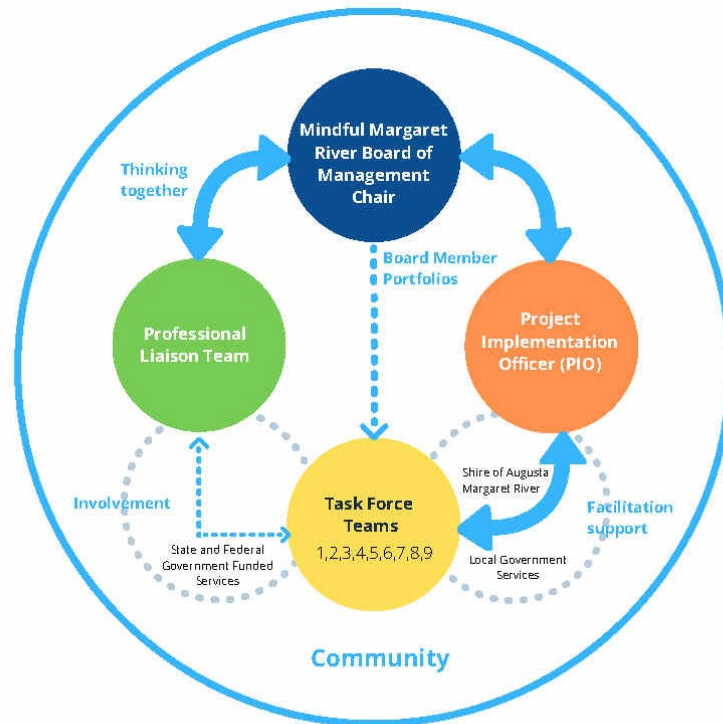 Mindful Margaret
River Board of
Management
Chair
Thinking
together
Board Member
Portfolios
Professional
Liaison Team
Project
Implementation
Officer (PIO)
Involvement
State and Federal
Government Funded
Services
Task Force
Teams
1,2,3,4,5,6,7,8,9
Shire of Augusta
Margaret River
Facilitation
support
Local Government
Services
Community